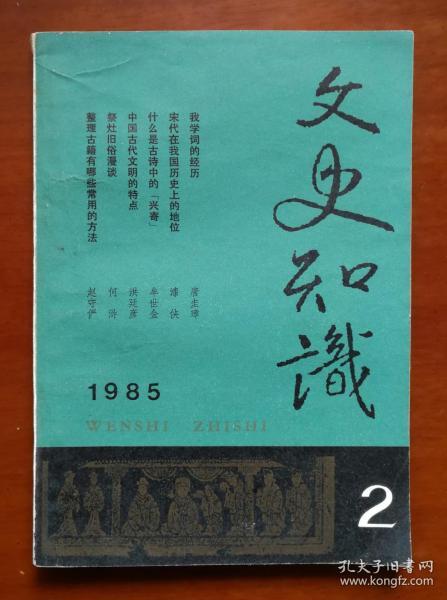 文史知識
我学词的经历 唐圭璋
宋代在我国历史上的地位 漆侠
什么是古诗中的「兴寄」 牟世金
中国古代文明的特点 洪廷彦
祭灶旧俗漫谈 何浒
整理古籍有哪些常用的方法 赵守俨
1985
WENSHI ZHISHI
2
孔夫子旧书网
www.kongfz.com